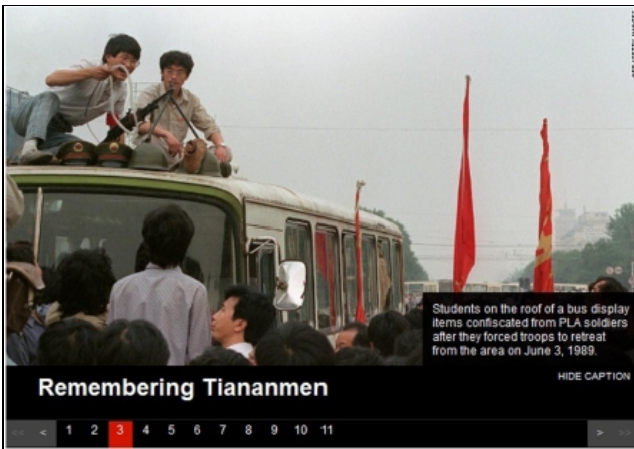 Students on the roof of a bus display
items confiscated from PLA soldiers
after they forced troops to retreat
from the area on June 3, 1989.
HIDE CAPTION
Remembering Tiananmen
<< < 1 2 3 4 5 6 7 8 9 10 11 > >>